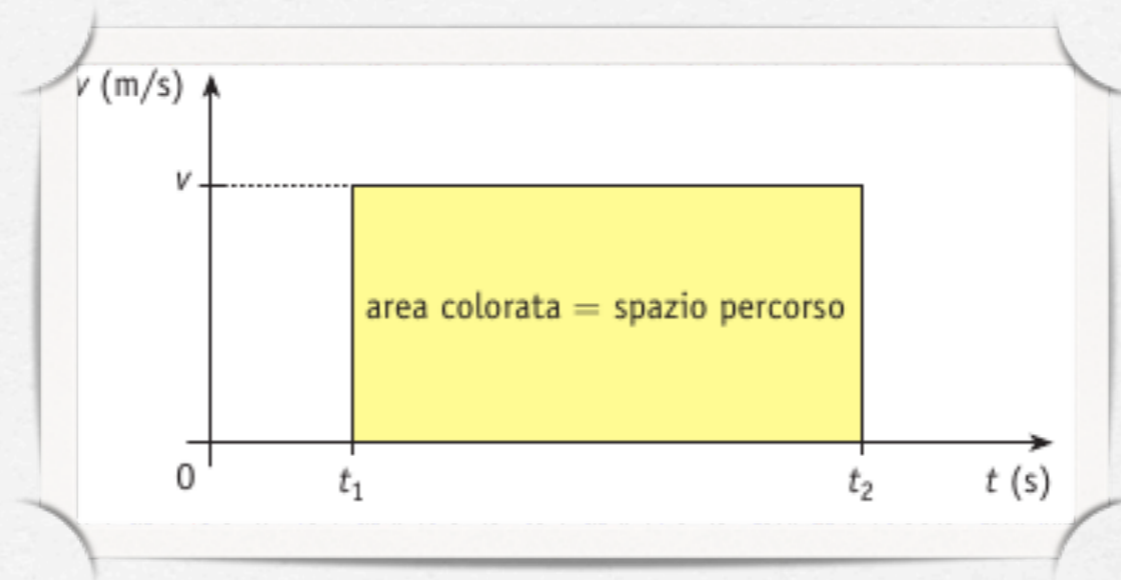 v (m/s)
v
area colorata = spazio percorso
0
t₁
t₂
t (s)